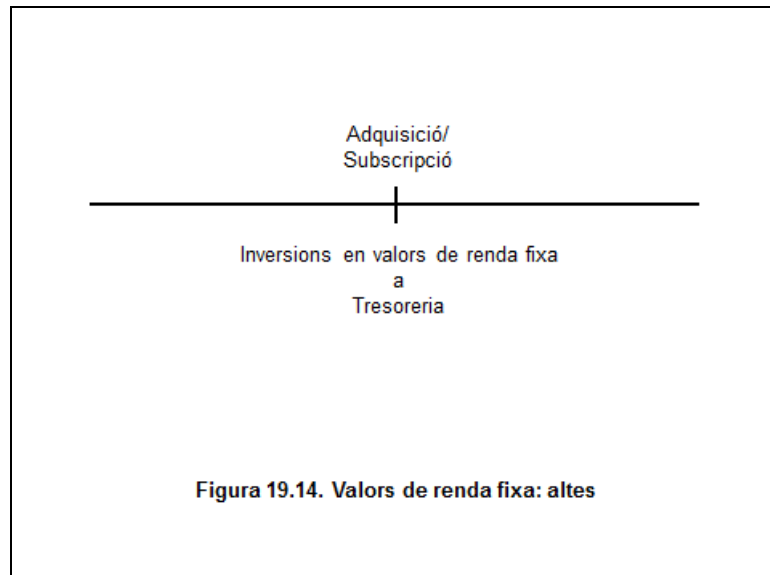 Adquisició/
Subscripció
Inversions en valors de renda fixa
a
Tresoreria
Figura 19.14. Valors de renda fixa: altes